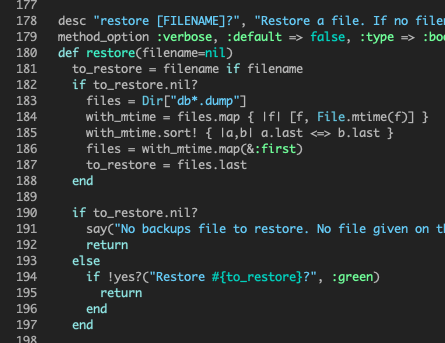 177
178 desc "restore [FILENAME]?", "Restore a file. If no
179 method_option :verbose, :default => false, :type =>
180 def restore(filename=nil)
181 to_restore = filename if filename
182 if to_restore.nil?
183 files = Dir["db*.dump"]
184 with_mtime = files.map { |f| [f, File.mtime(f)] }
185 with_mtime.sort! { |a,b| a.last <=> b.last }
186 files = with_mtime.map(&:first)
187 to_restore = files.last
188 end
189
190 if to_restore.nil?
191 say("No backups file to restore. No file given on
192 return
193 else
194 if !yes?("Restore #{to_restore}?", :green)
195 return
196 end
197 end
198